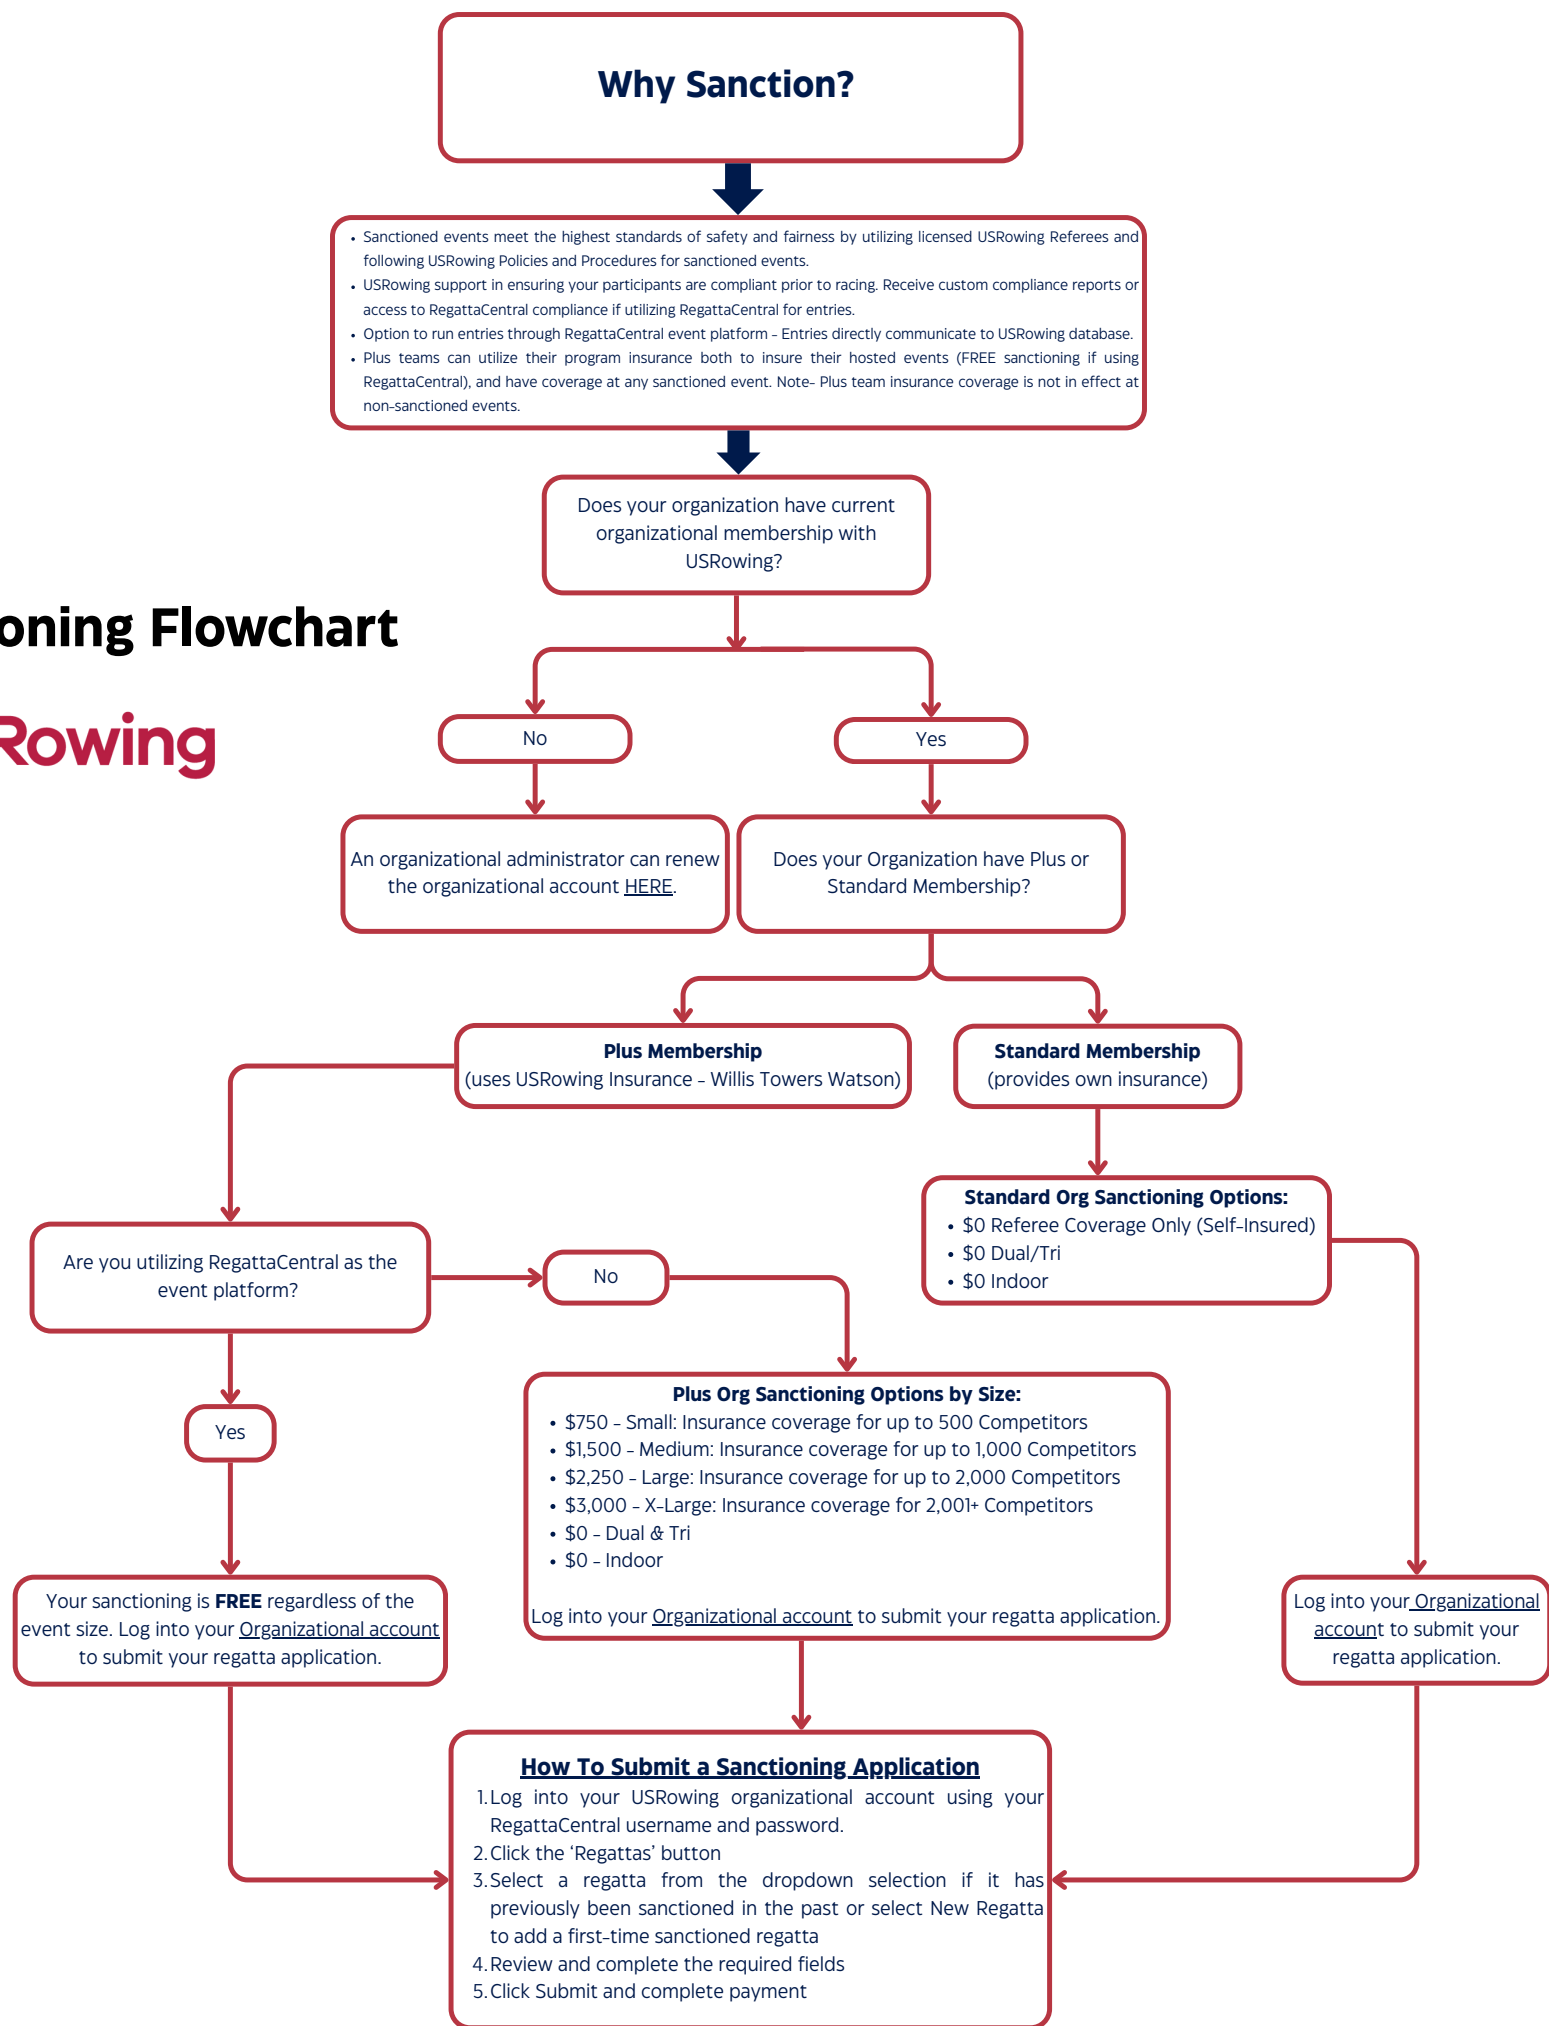 Why Sanction?
• Sanctioned events meet the highest standards of safety and fairness by utilizing licensed USRowing Referees and
following USRowing Policies and Procedures for sanctioned events.
• USRowing support in ensuring your participants are compliant prior to racing. Receive custom compliance reports or
access to RegattaCentral compliance if utilizing RegattaCentral for entries.
• Option to run entries through RegattaCentral event platform - Entries directly communicate to USRowing database.
• Plus teams can utilize their program insurance both to insure their hosted events (FREE sanctioning if using
RegattaCentral), and have coverage at any sanctioned event. Note- Plus team insurance coverage is not in effect at
non-sanctioned events.
Does your organization have current
organizational membership with
USRowing?
oning Flowchart
Rowing
No
Yes
An organizational administrator can renew
the organizational account HERE.
Does your Organization have Plus or
Standard Membership?
Plus Membership
(uses USRowing Insurance - Willis Towers Watson)
Standard Membership
(provides own insurance)
Standard Org Sanctioning Options:
• $0 Referee Coverage Only (Self-Insured)
• $0 Dual/Tri
• $0 Indoor
Are you utilizing RegattaCentral as the
event platform?
No
Yes
Plus Org Sanctioning Options by Size:
• $750 - Small: Insurance coverage for up to 500 Competitors
• $1,500 - Medium: Insurance coverage for up to 1,000 Competitors
• $2,250 - Large: Insurance coverage for up to 2,000 Competitors
• $3,000 - X-Large: Insurance coverage for 2,001+ Competitors
• $0 - Dual & Tri
• $0 - Indoor
Log into your Organizational account to submit your regatta application.
Your sanctioning is FREE regardless of the
event size. Log into your Organizational account
to submit your regatta application.
Log into your Organizational
account to submit your
regatta application.
How To Submit a Sanctioning Application
1. Log into your USRowing organizational account using your
RegattaCentral username and password.
2. Click the ‘Regattas’ button
3. Select a regatta from the dropdown selection if it has
previously been sanctioned in the past or select New Regatta
to add a first-time sanctioned regatta
4. Review and complete the required fields
5. Click Submit and complete payment